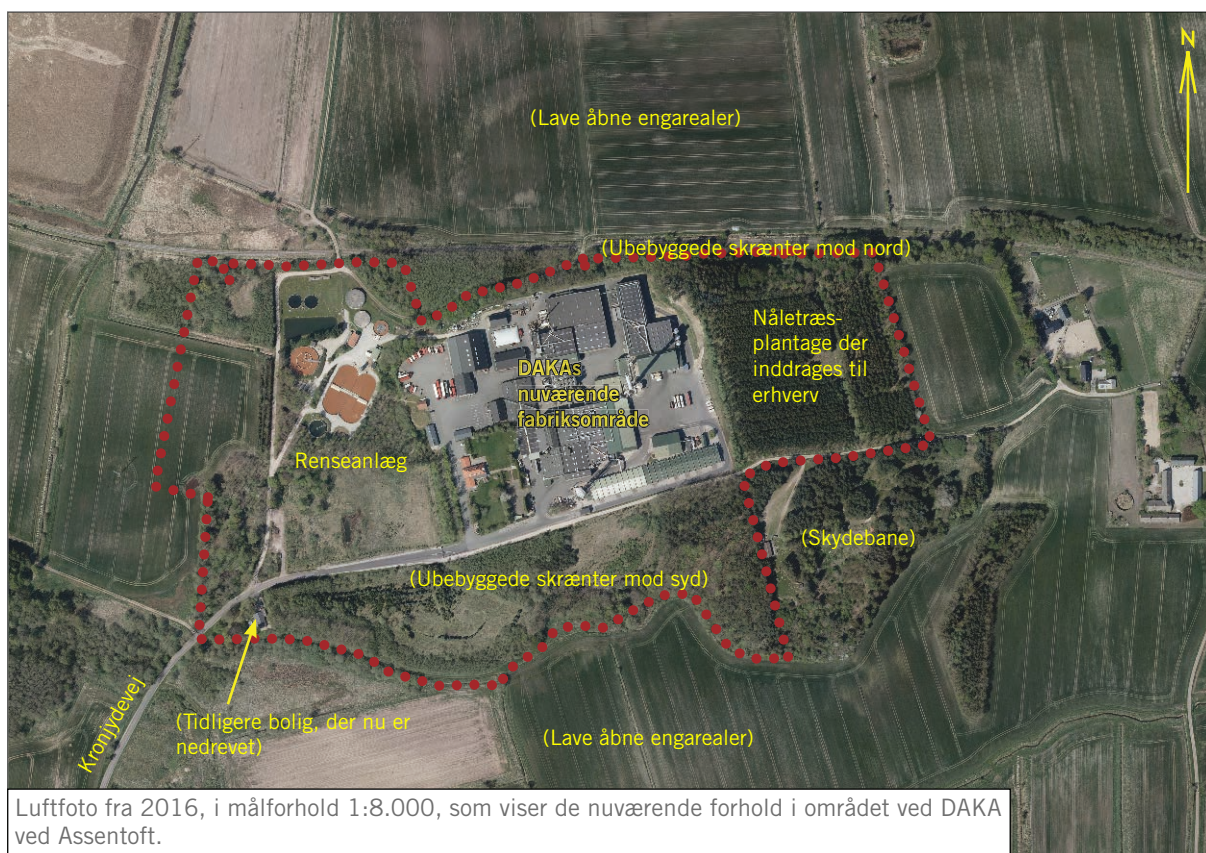 N
(Lave åbne engarealer)
(Ubebyggede skrænter mod nord)
Nåletræs-
plantage der
inddrages til
erhverv
DAKAs
nuværende
fabriksområde
Renseanlæg
(Skydebane)
(Ubebyggede skrænter mod syd)
Kronjydevej
(Tidligere bolig, der nu er
nedrevet)
(Lave åbne engarealer)
Luftfoto fra 2016, i målforhold 1:8.000, som viser de nuværende forhold i området ved DAKA
ved Assentoft.